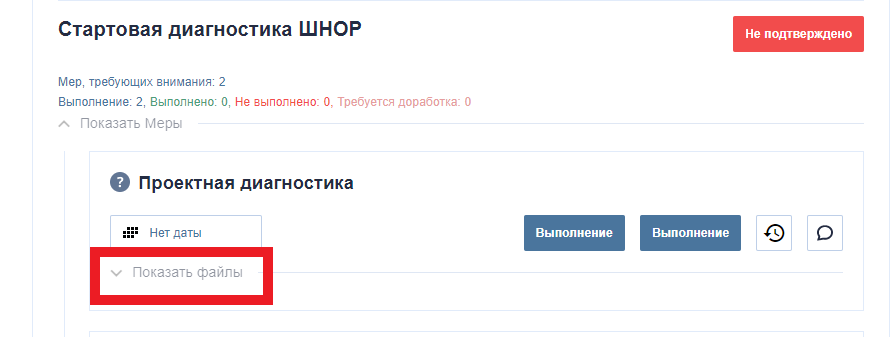 Стартовая диагностика ШНОР
Не подтверждено
Мер, требующих внимания: 2
Выполнение: 2, Выполнено: 0, Не выполнено: 0, Требуется доработка: 0
Показать Меры
? Проектная диагностика
Нет даты
Выполнение
Выполнение
Показать файлы